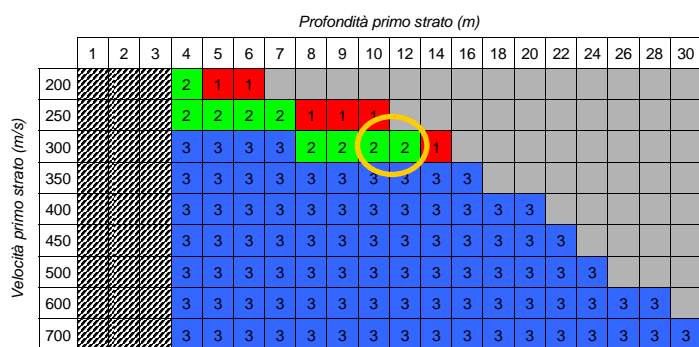 Profondità primo strato (m)
1 2 3 4 5 6 7 8 9 10 12 14 16 18 20 22 24 26 28 30
Velocità primo strato (m/s)
200 2 1 1
250 2 2 2 2 1 1 1
300 3 3 3 3 2 2 2 2 1
350 3 3 3 3 3 3 3 3 3 3
400 3 3 3 3 3 3 3 3 3 3 3 3
450 3 3 3 3 3 3 3 3 3 3 3 3 3
500 3 3 3 3 3 3 3 3 3 3 3 3 3 3
600 3 3 3 3 3 3 3 3 3 3 3 3 3 3 3 3
700 3 3 3 3 3 3 3 3 3 3 3 3 3 3 3 3 3